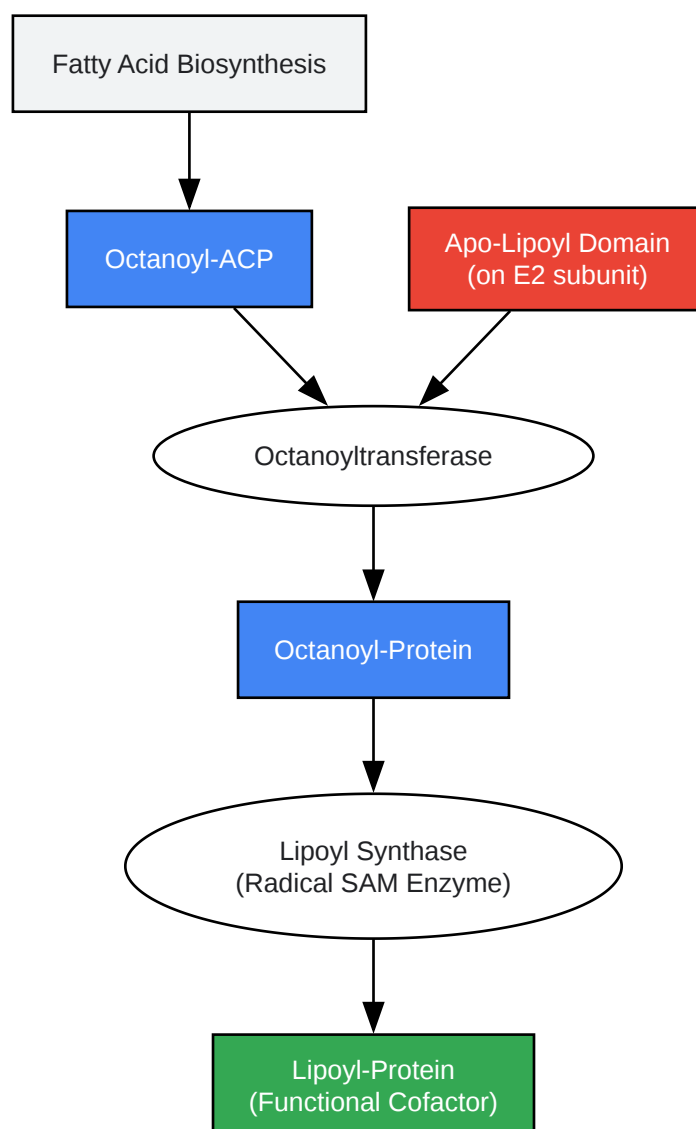 Fatty Acid Biosynthesis
Octanoyl-ACP
Apo-Lipoyl Domain
(on E2 subunit)
Octanoyltransferase
Octanoyl-Protein
Lipoyl Synthase
(Radical SAM Enzyme)
Lipoyl-Protein
(Functional Cofactor)